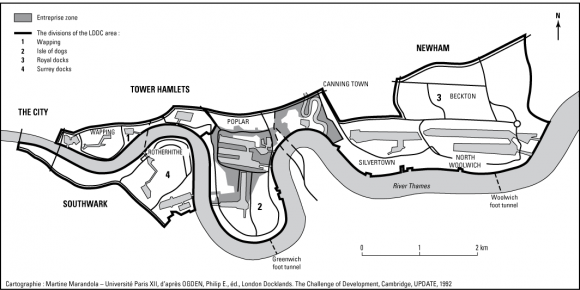 Entreprise zone
The divisions of the LDDC area :
1 Wapping
2 Isle of dogs
3 Royal docks
4 Surrey docks
N
NEWHAM
CANNING TOWN
TOWER HAMLETS
3 BECKTON
THE CITY
POPLAR
WAPPING
ROTHERHITHE
SILVERTOWN
NORTH
WOOLWICH
4
River Thames
SOUTHWARK
2
Woolwich
foot tunnel
0 1 2 km
Greenwich
foot tunnel
Cartographie : Martine Marandola – Université Paris XII, d'après OGDEN, Philip E., éd., London Docklands. The Challenge of Development, Cambridge, UPDATE, 1992